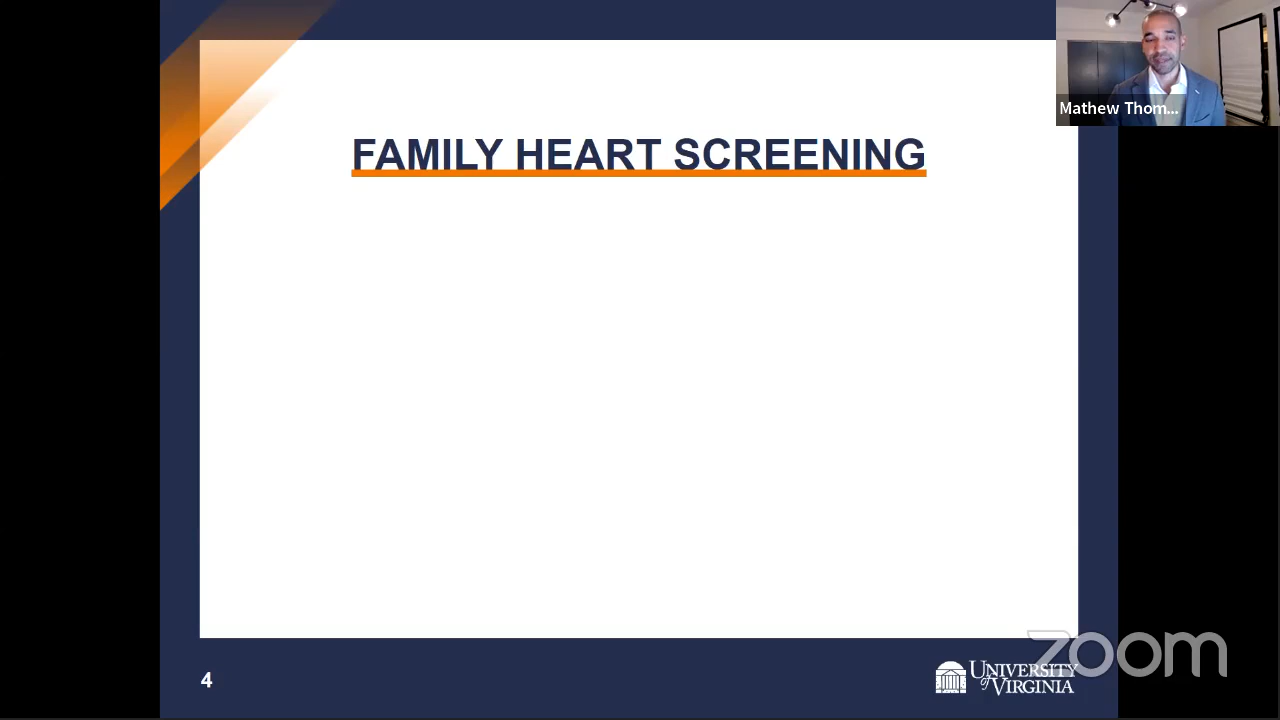 Mathew Thom...
FAMILY HEART SCREENING
4
UNIVERSITY
of VIRGINIA
zoom